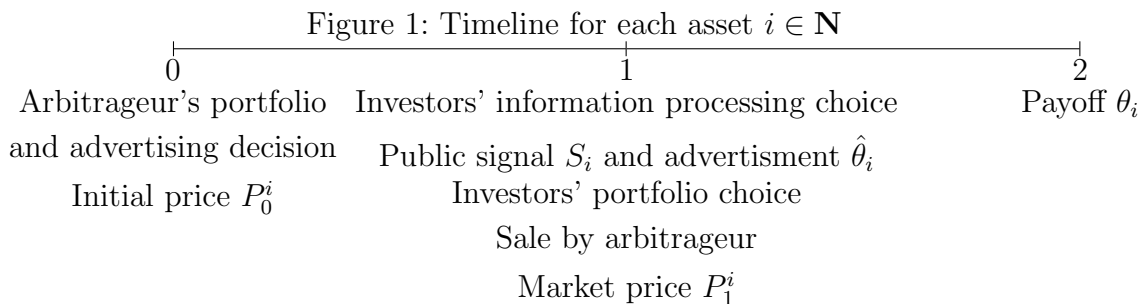 Figure 1: Timeline for each asset i ∈ N
0 1 2
Arbitrageur's portfolio Investors' information processing choice Payoff θ_i
and advertising decision Public signal S_i and advertisment θ̂_i
Initial price P_0^i Investors' portfolio choice
Sale by arbitrageur
Market price P_1^i